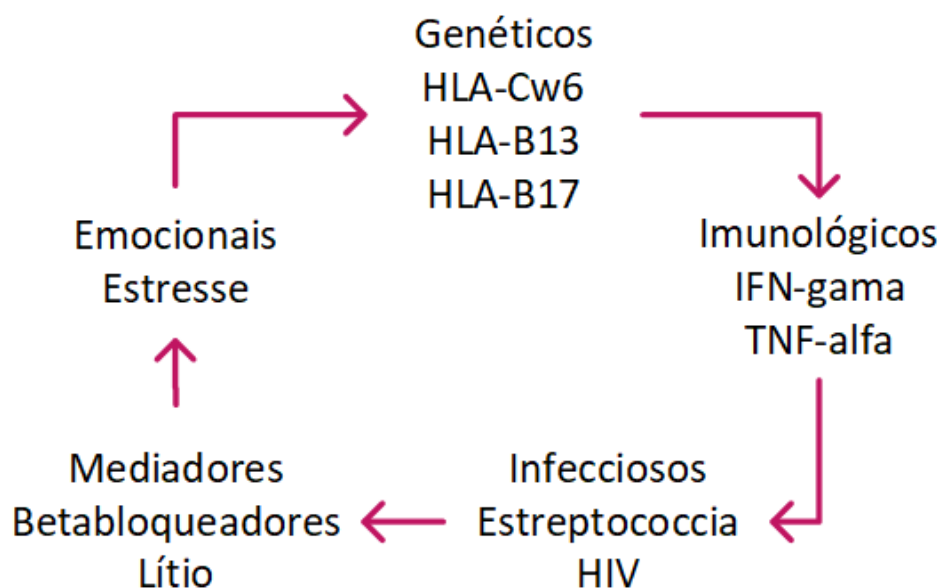 Genéticos
HLA-Cw6
HLA-B13
HLA-B17
Imunológicos
IFN-gama
TNF-alfa
Infecciosos
Estreptococcia
HIV
Mediadores
Betabloqueadores
Lítio
Emocionais
Estresse